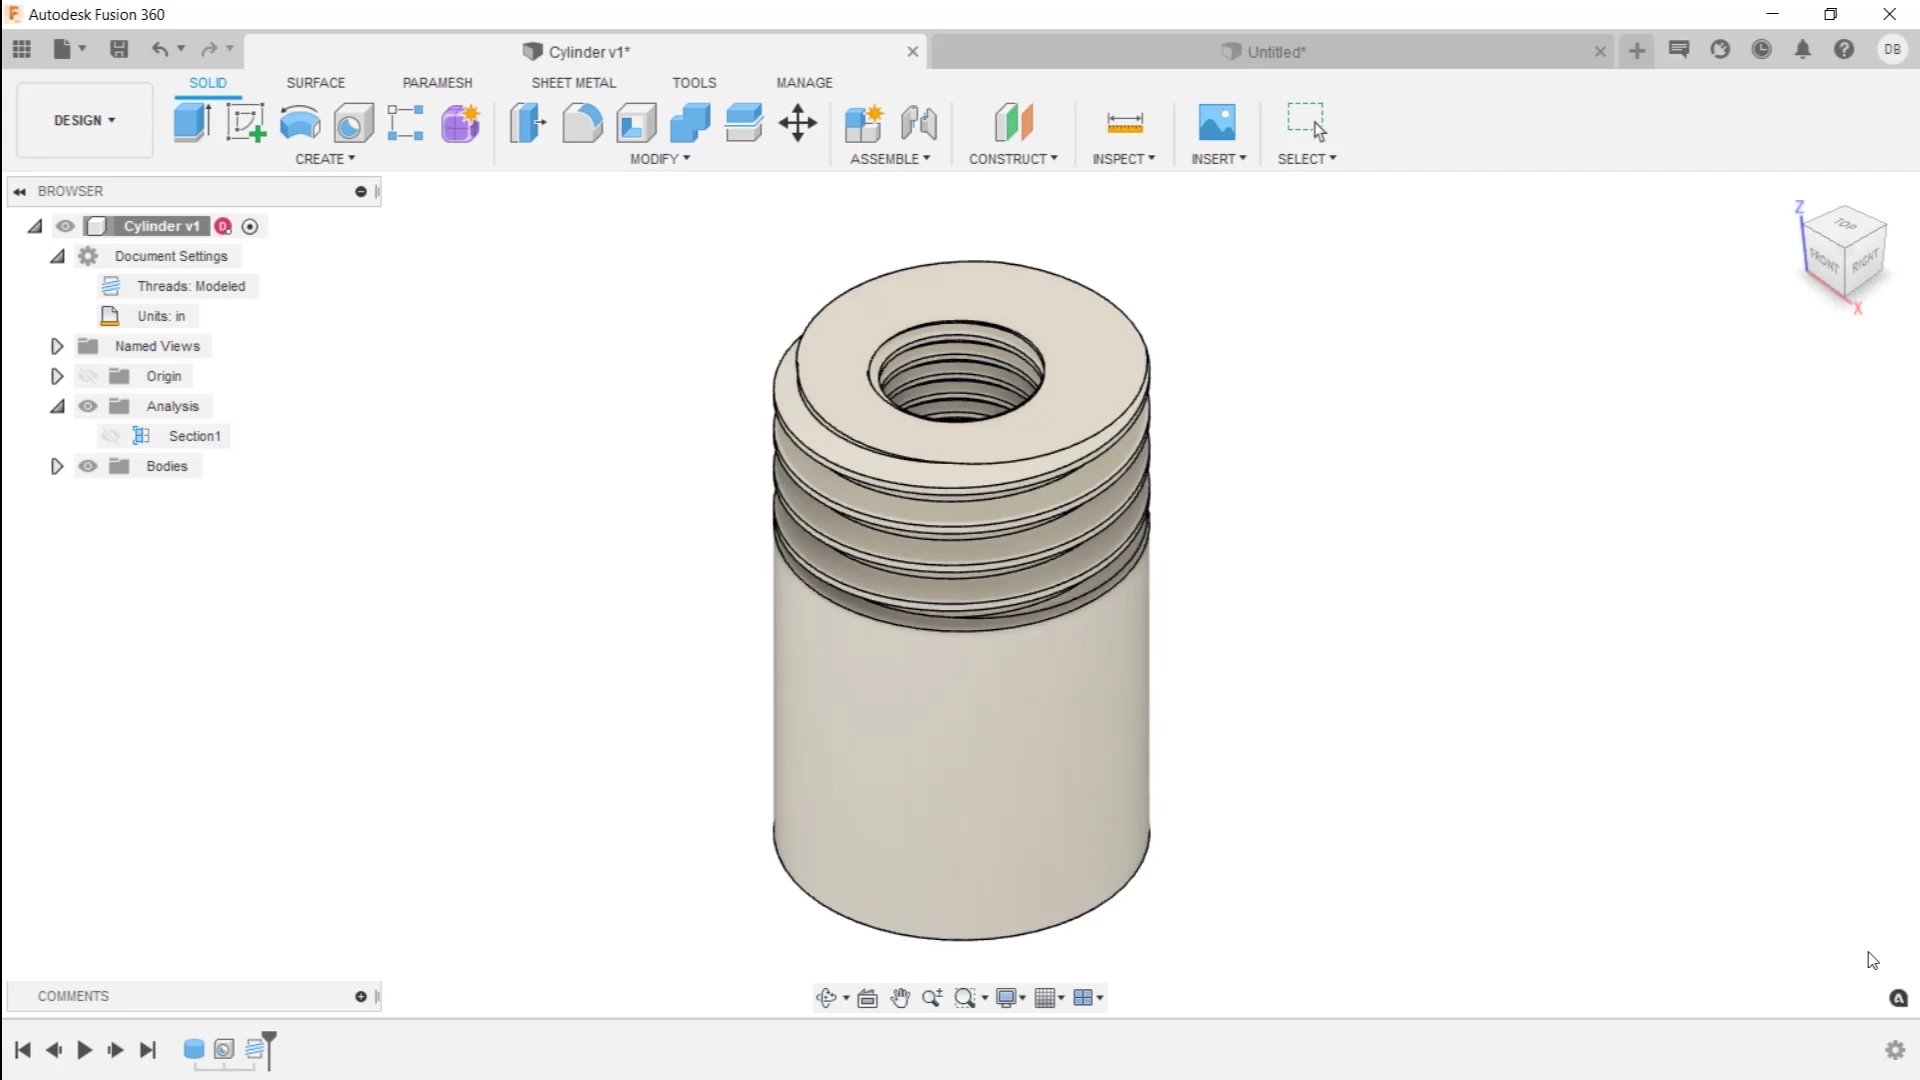 Autodesk Fusion 360
Cylinder v1*
Untitled*
DB
DESIGN
SOLID
SURFACE
PARAMESH
SHEET METAL
TOOLS
MANAGE
CREATE
MODIFY
ASSEMBLE
CONSTRUCT
INSPECT
INSERT
SELECT
BROWSER
Cylinder v1
Document Settings
Threads: Modeled
Units: in
Named Views
Origin
Analysis
Section1
Bodies
Z
TOP
FRONT
RIGHT
X
COMMENTS